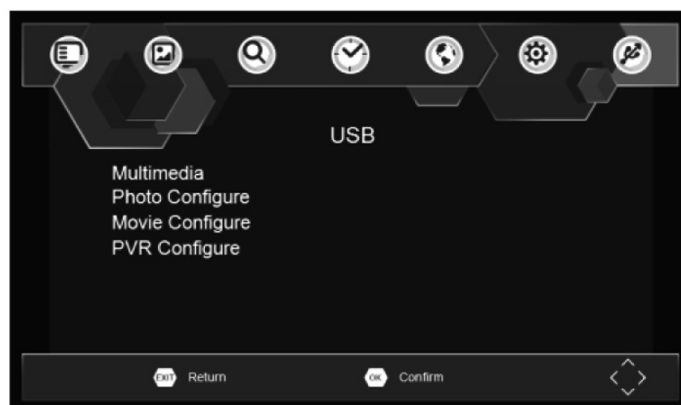 USB
Multimedia
Photo Configure
Movie Configure
PVR Configure
EXIT Return OK Confirm